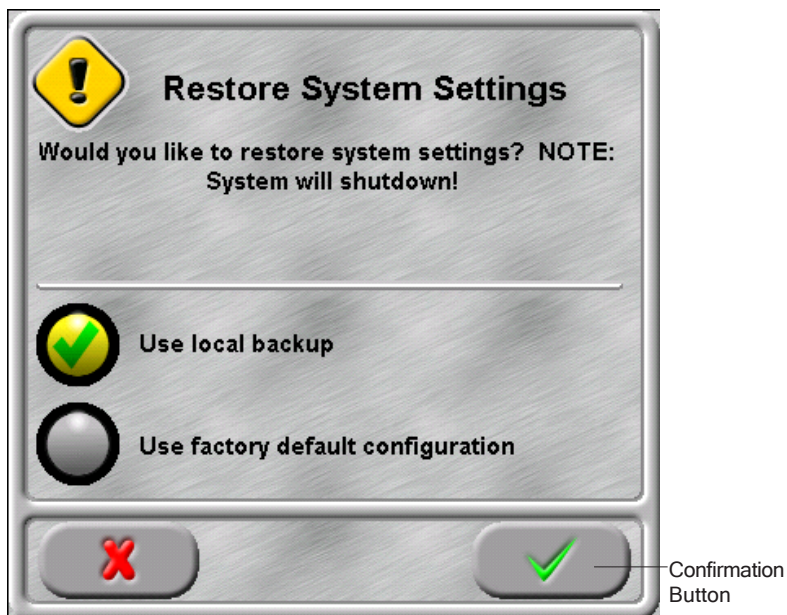 Restore System Settings
Would you like to restore system settings? NOTE:
System will shutdown!
Use local backup
Use factory default configuration
Confirmation
Button